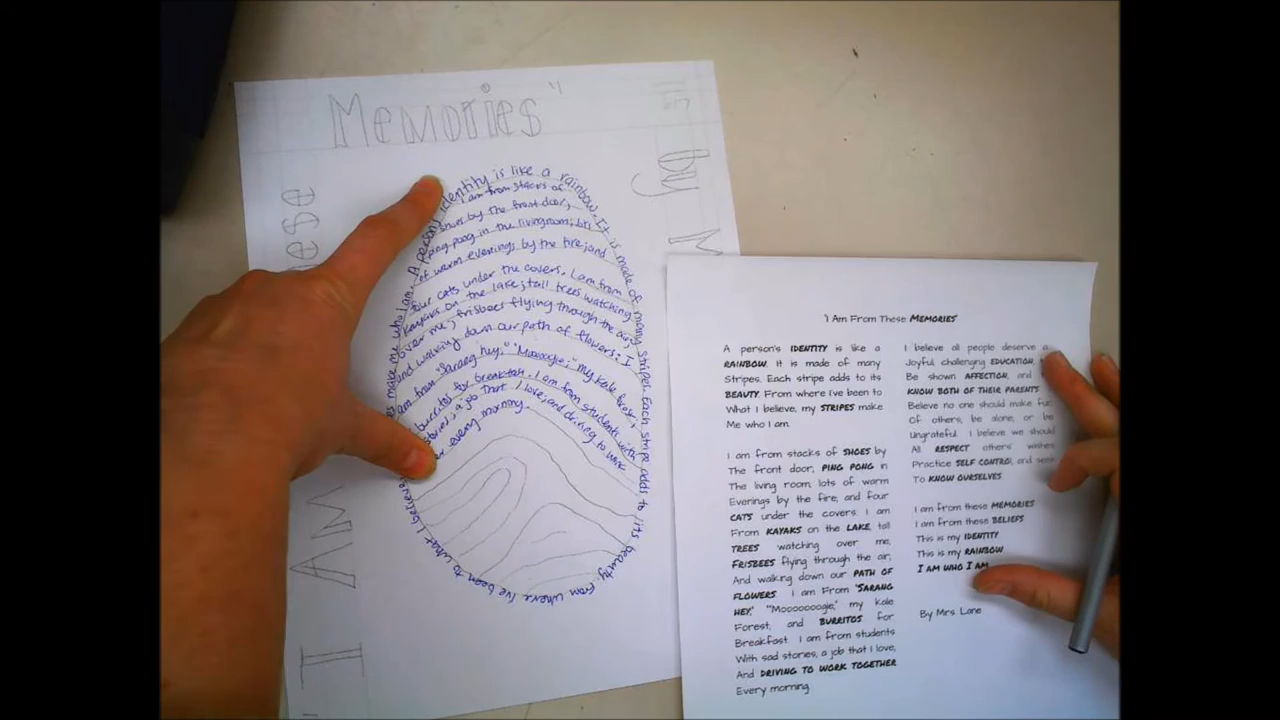 Memories"
ese
I AM
by M
A person's identity is like a rainbow. It is made of many stripes. Each stripe adds to its beauty. From where I've been to what I believe, make me who I am.
I am from stacks of
shoes by the front door,
ping pong in the livingroom; lots
of warm evenings by the fire; and
four cats under the covers. I am from
kayaks on the lake; tall trees watching
over me; frisbees flying through the air;
and walking down our path of flowers. I
am from "Sarang hey," my kale forest,
burritos for breakfast. I am from students with
stories, a job that I love; and driving to work
every morning.
"I Am From These MEMORIES"
A person's IDENTITY is like a
RAINBOW. It is made of many
Stripes. Each stripe adds to its
BEAUTY. From where I've been to
What I believe, my STRIPES make
Me who I am.
I am from stacks of SHOES by
The front door, PING PONG in
The living room, lots of warm
Evenings by the fire, and four
CATS under the covers. I am
From KAYAKS on the LAKE, tall
TREES watching over me,
FRISBEES flying through the air,
And walking down our PATH OF
FLOWERS. I am From "SARANG
HEY," "Mooooooogie," my Kale
Forest, and BURRITOS for
Breakfast. I am from students
With sad stories, a job that I love,
And DRIVING TO WORK TOGETHER
Every morning.
I believe all people deserve a
Joyful, challenging EDUCATION,
Be shown AFFECTION, and
KNOW BOTH OF THEIR PARENTS
Believe no one should make fun
Of others, be alone, or be
ungrateful. I believe we should
All RESPECT others' wishes
Practice SELF CONTROL, and seek
To KNOW OURSELVES.
I am from these MEMORIES
I am from these BELIEFS
This is my IDENTITY
This is my RAINBOW
I AM WHO I AM
By Mrs. Lane